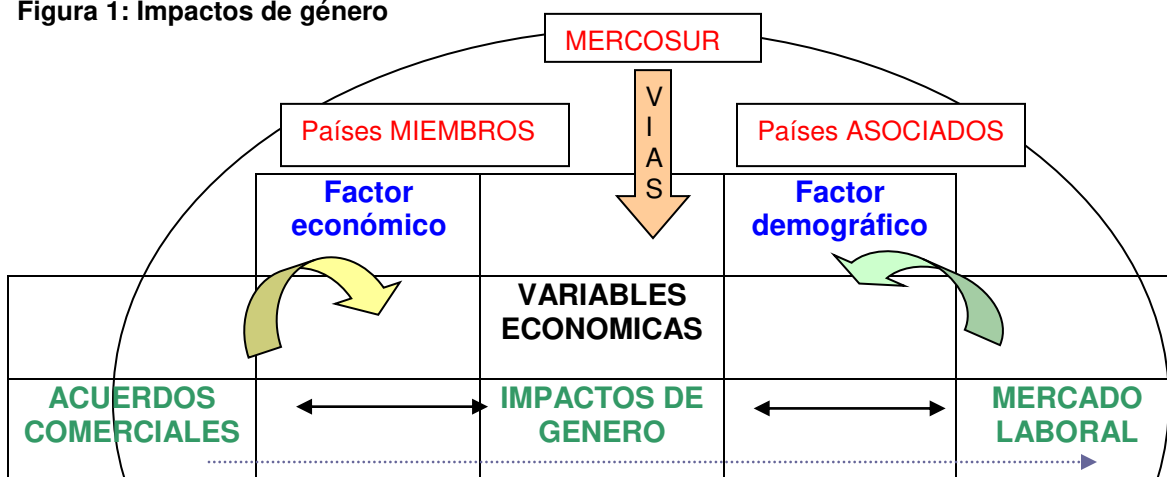 Figura 1: Impactos de género
MERCOSUR
VIAS
Países MIEMBROS
Países ASOCIADOS
Factor
económico
Factor
demográfico
VARIABLES
ECONOMICAS
ACUERDOS
COMERCIALES
IMPACTOS DE
GENERO
MERCADO
LABORAL